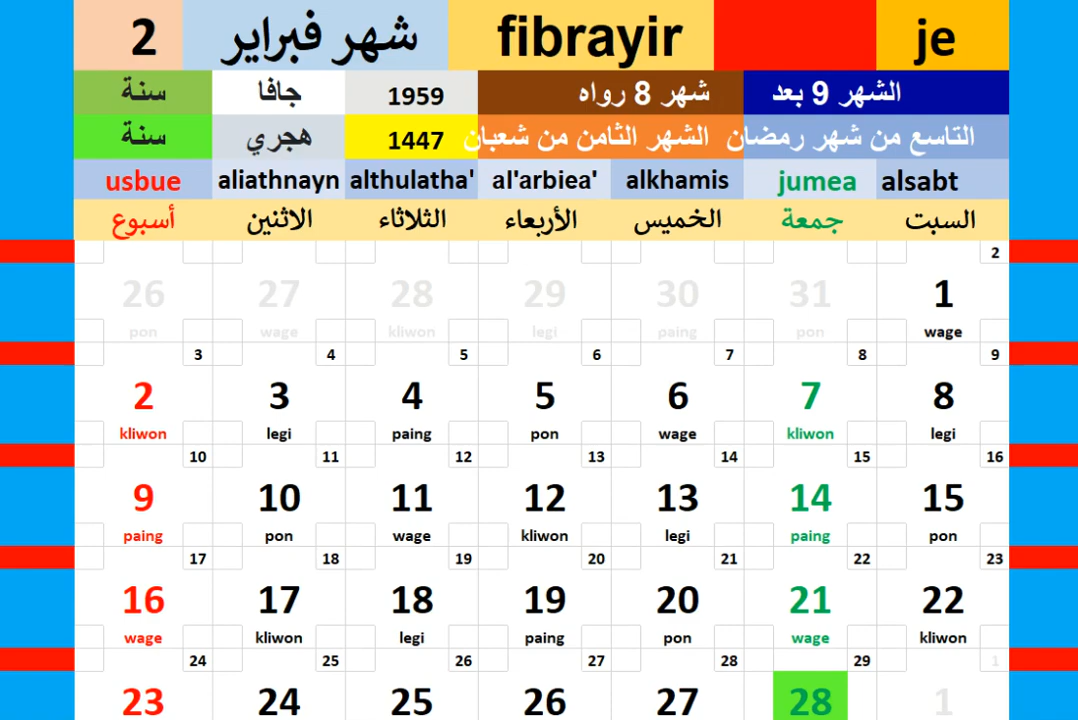 2 شهر فبراير fibrayir je
سنة جافا 1959 شهر 8 رواه الشهر 9 بعد
سنة هجري 1447 الشهر الثامن من شعبان التاسع من شهر رمضان
usbue aliathnayn althulatha' al'arbiea' alkhamis jumea alsabt
أسبوع الاثنين الثلاثاء الأربعاء الخميس جمعة السبت
2
26 27 28 29 30 31 1
pon wage kliwon legi paing pon wage
3 4 5 6 7 8 9
2 3 4 5 6 7 8
kliwon legi paing pon wage kliwon legi
10 11 12 13 14 15 16
9 10 11 12 13 14 15
paing pon wage kliwon legi paing pon
17 18 19 20 21 22 23
16 17 18 19 20 21 22
wage kliwon legi paing pon wage kliwon
24 25 26 27 28 29 1
23 24 25 26 27 28 1